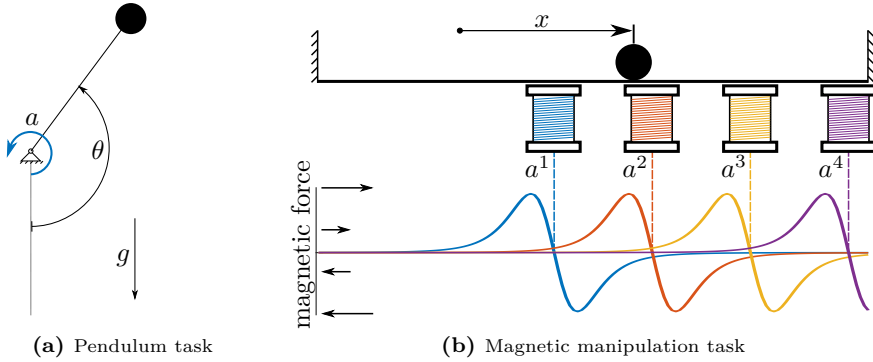 a
θ
g
(a) Pendulum task
x
a¹ a² a³ a⁴
magnetic force
(b) Magnetic manipulation task